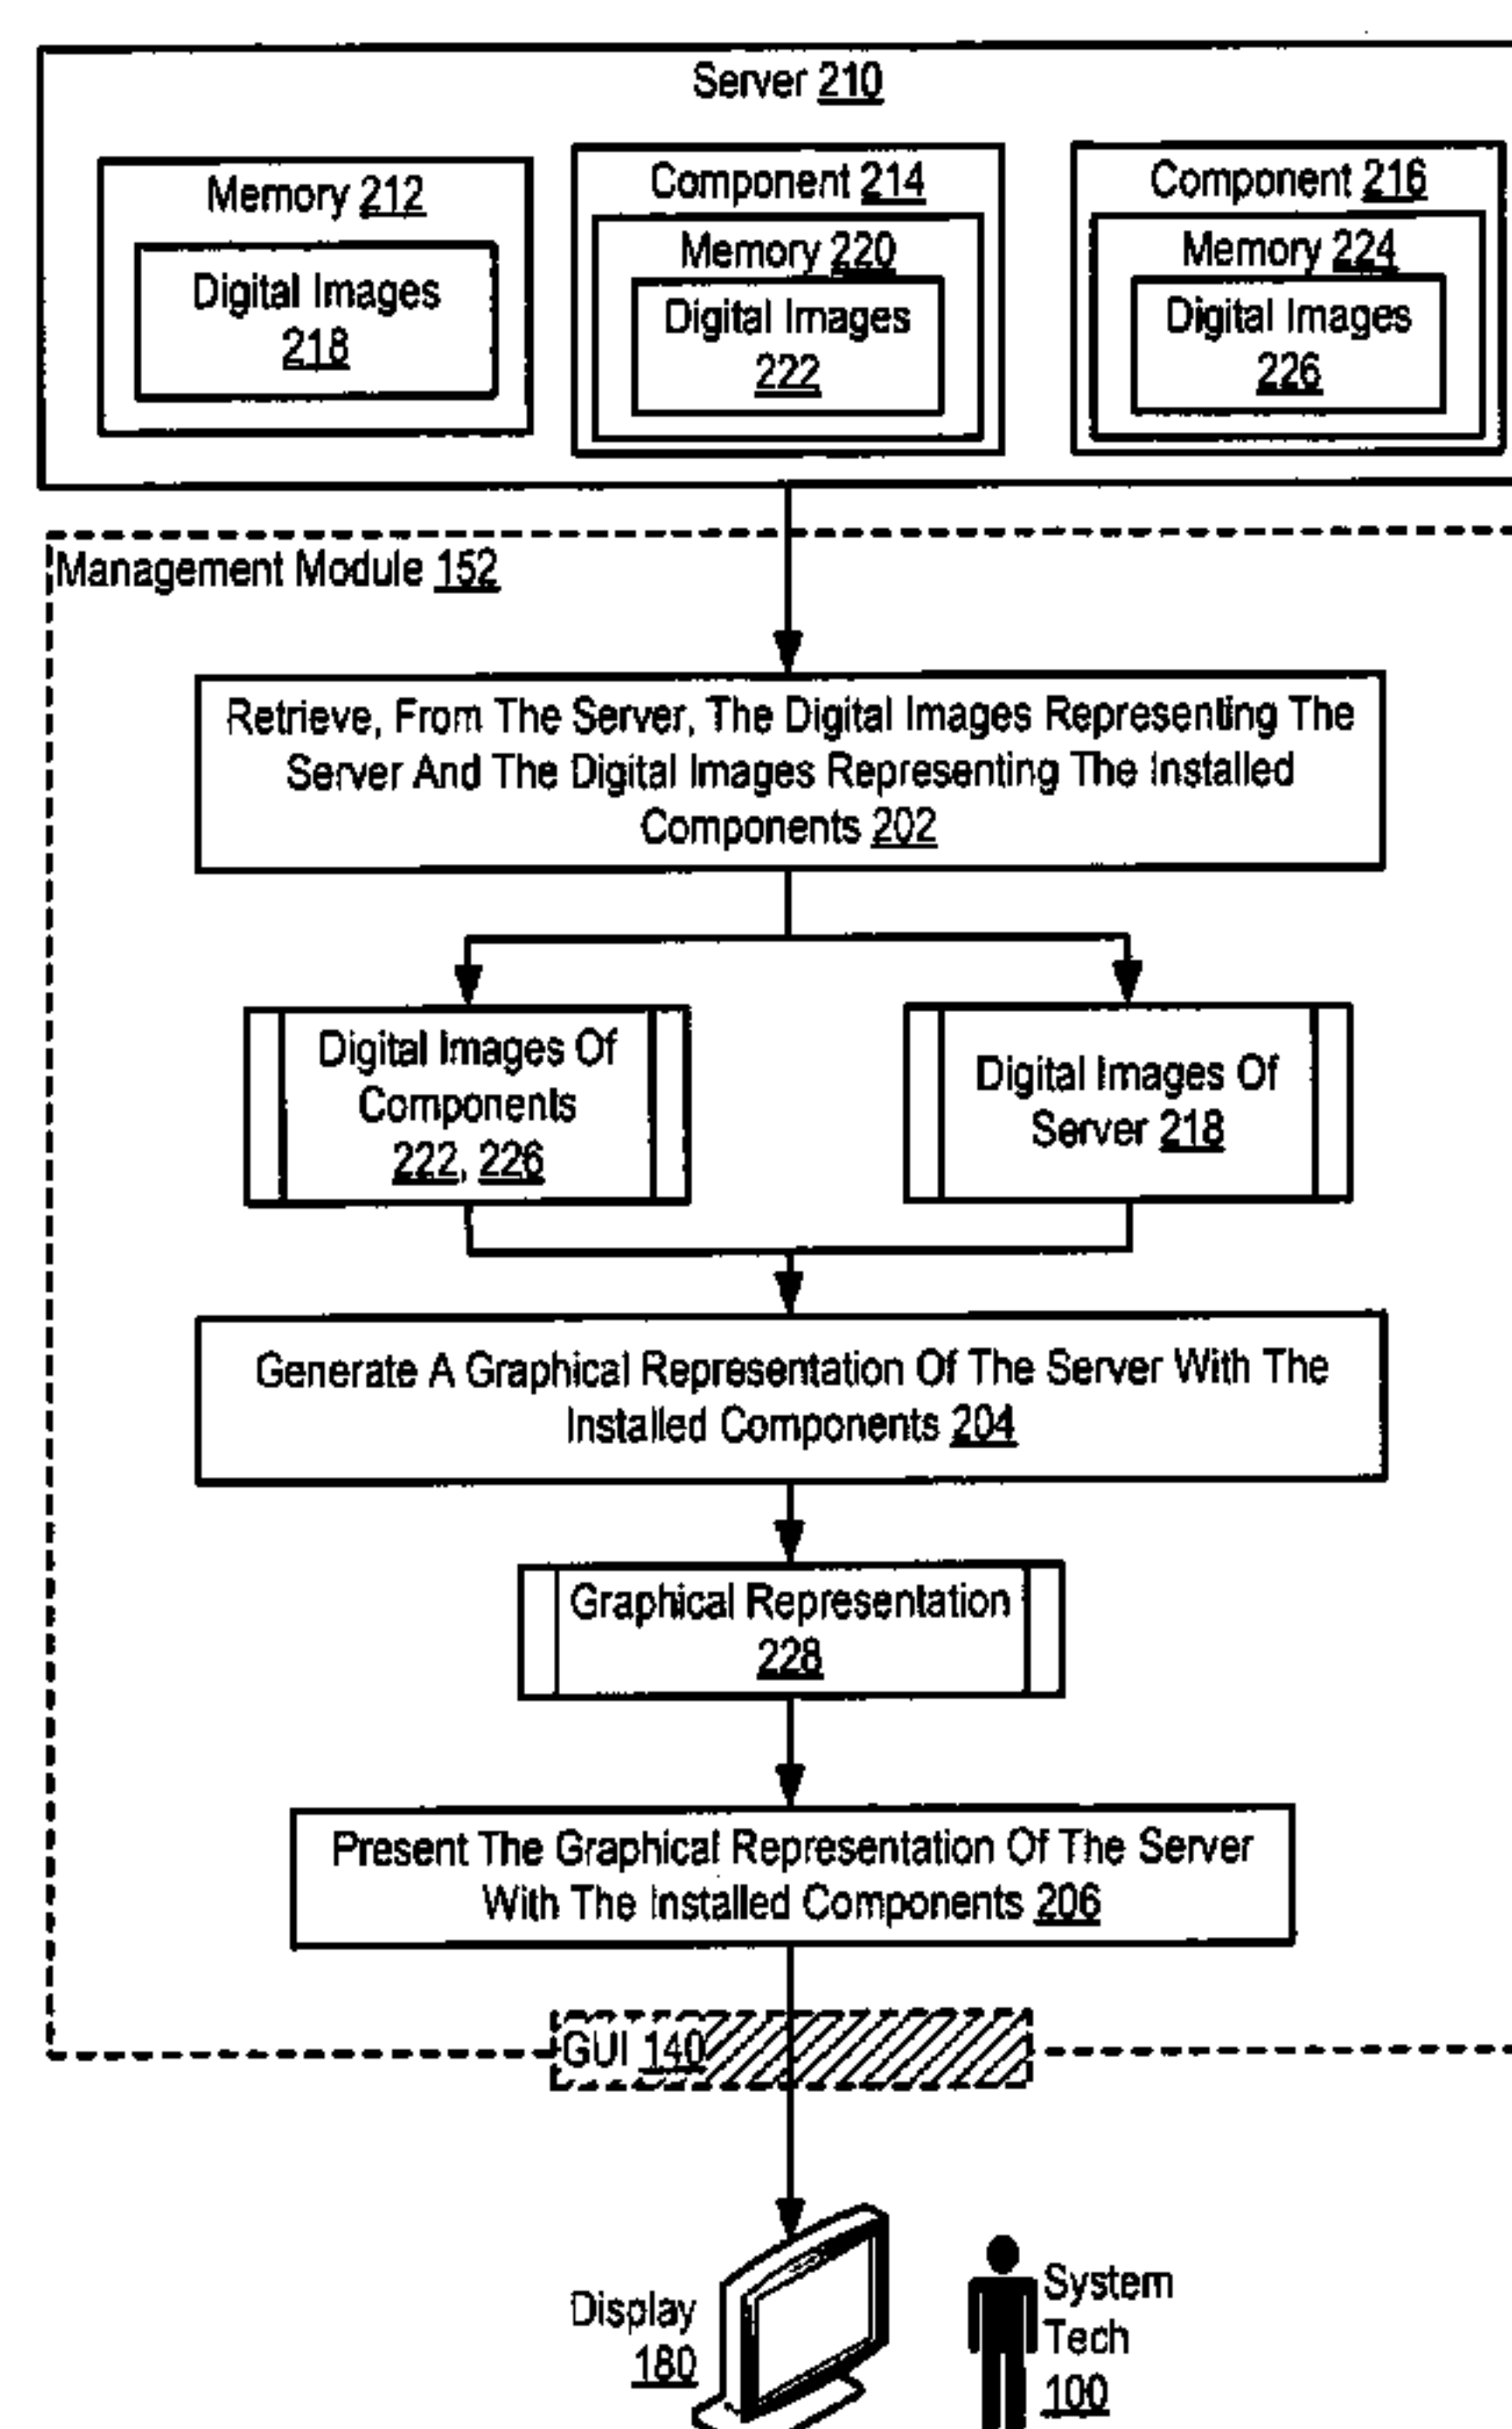 Server 210
Memory 212
Digital Images
218
Component 214
Memory 220
Digital Images
222
Component 216
Memory 224
Digital Images
226
Management Module 152
Retrieve, From The Server, The Digital Images Representing The
Server And The Digital Images Representing The Installed
Components 202
Digital Images Of
Components
222, 226
Digital Images Of
Server 218
Generate A Graphical Representation Of The Server With The
Installed Components 204
Graphical Representation
228
Present The Graphical Representation Of The Server
With The Installed Components 206
GUI 140
Display
180
System
Tech
100